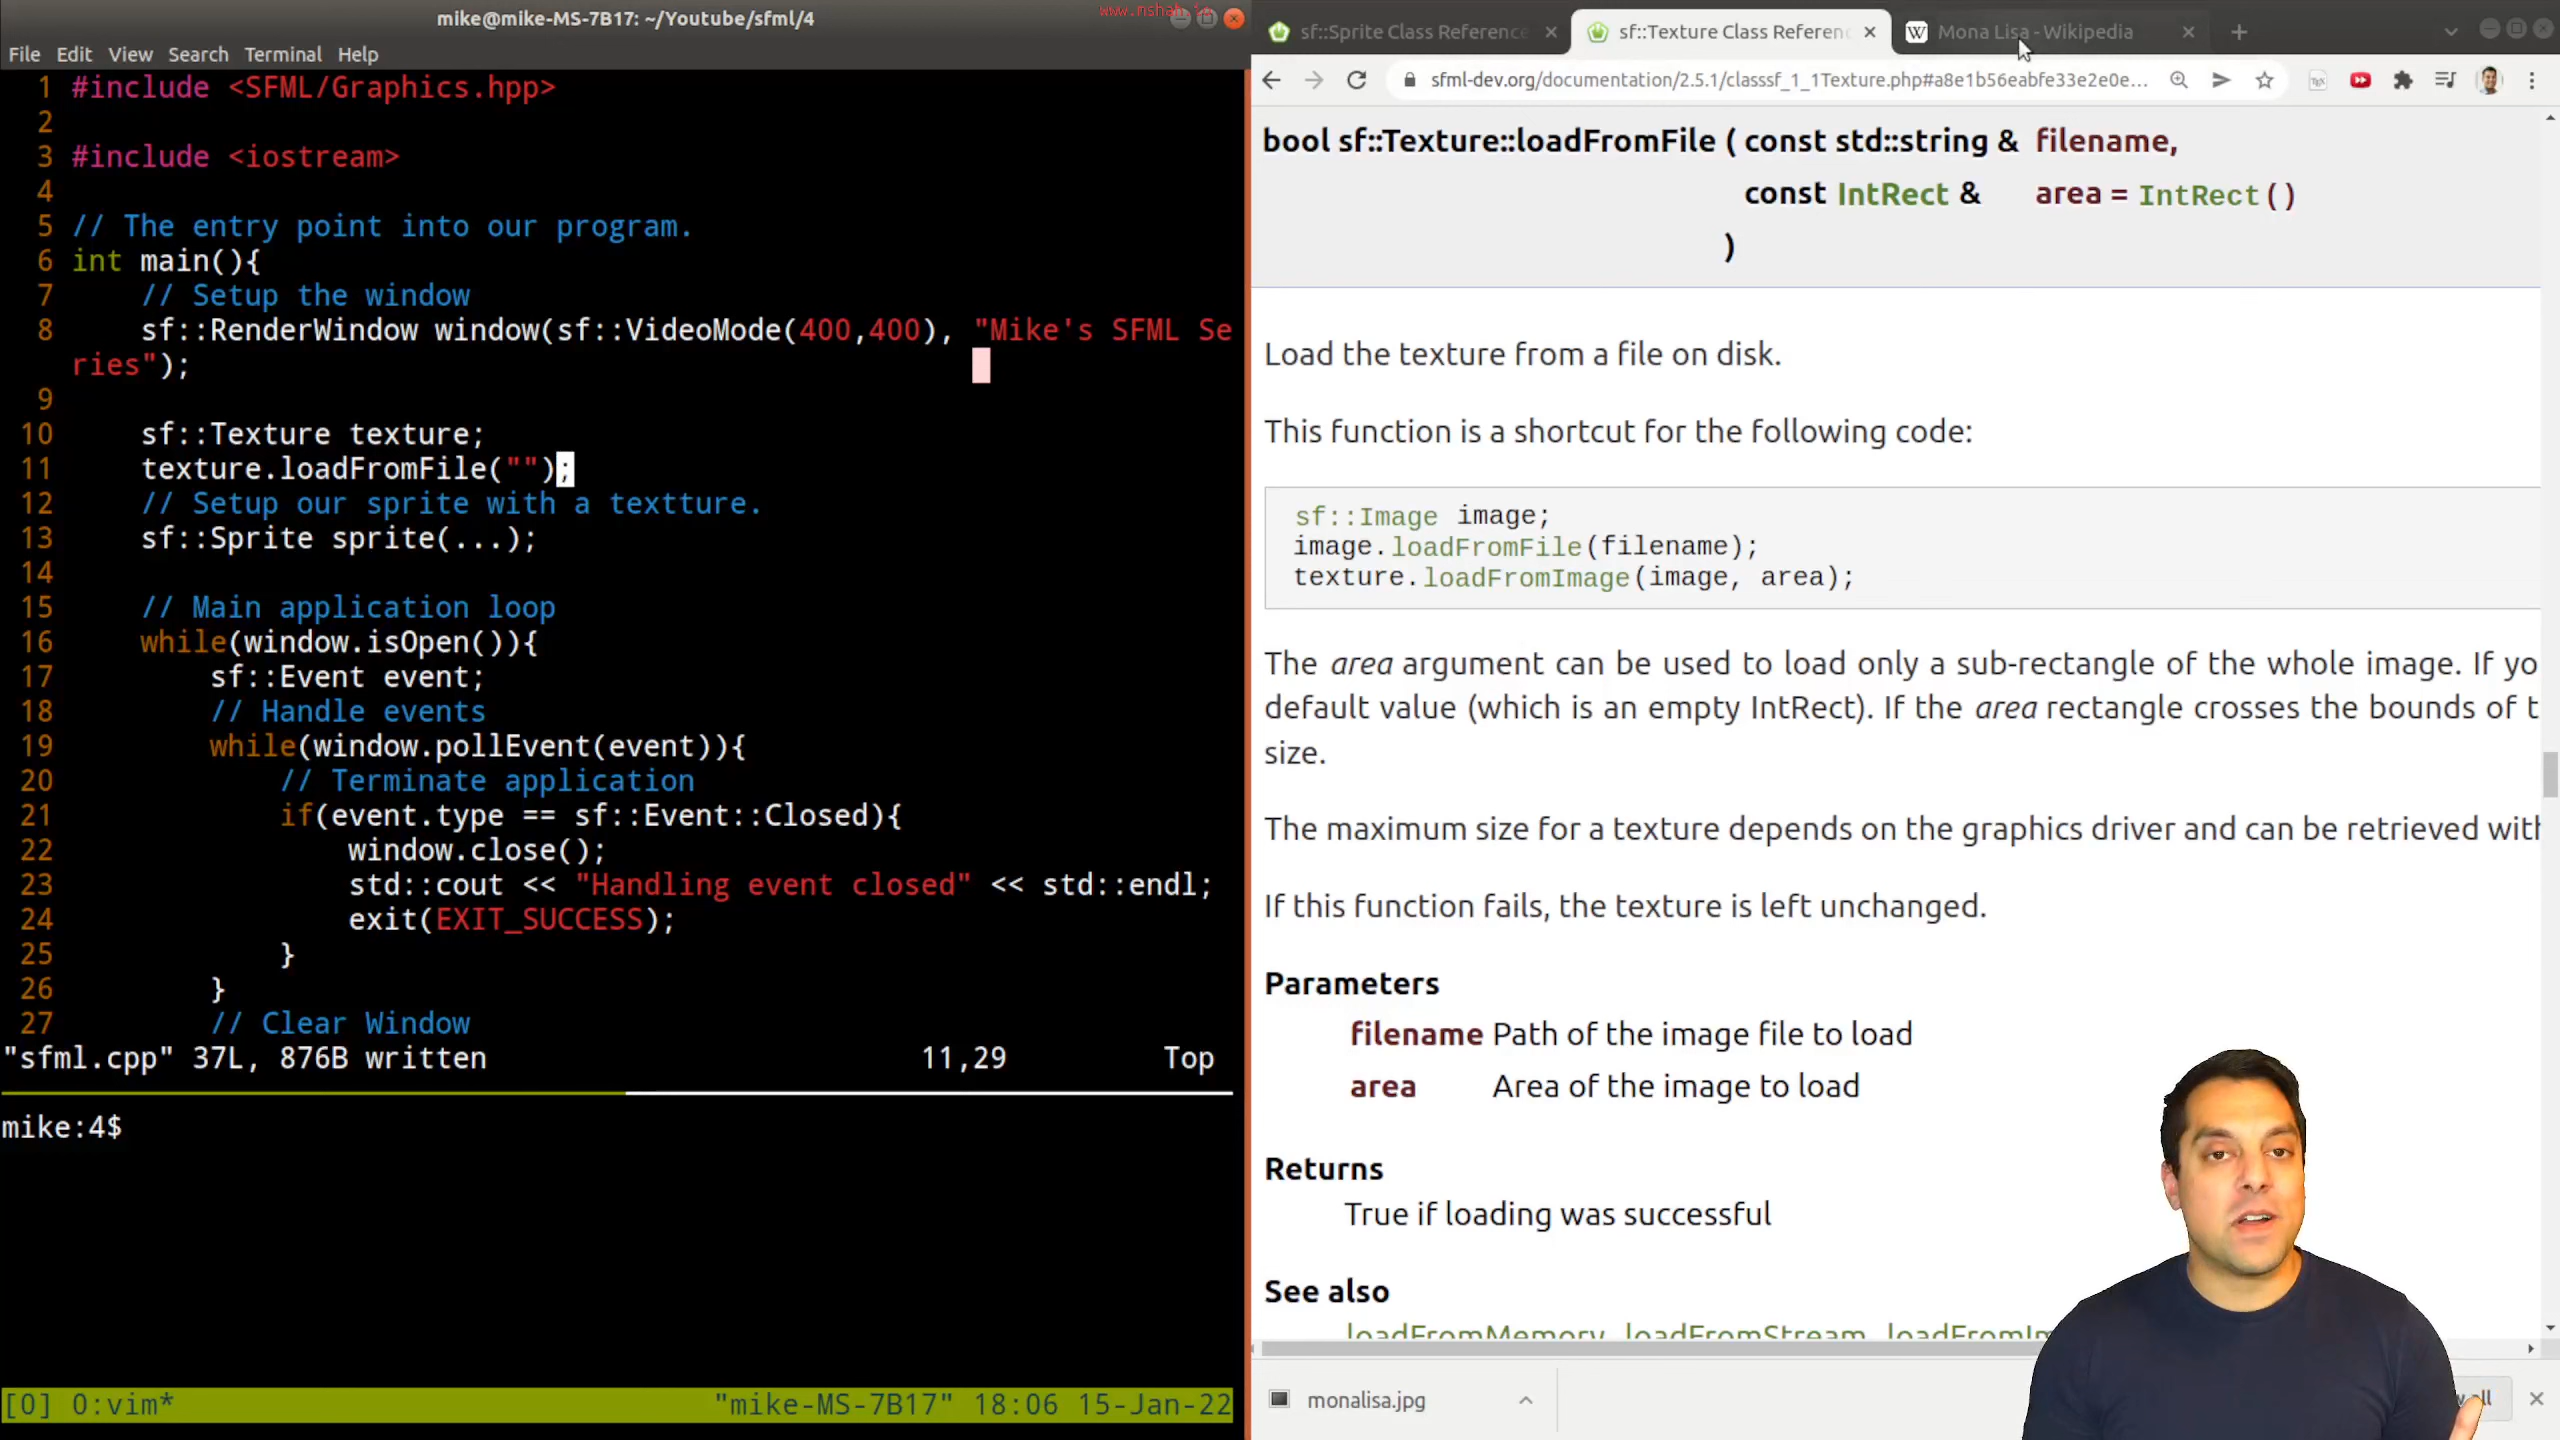 mike@mike-MS-7B17: ~/Youtube/sfml/4
File Edit View Search Terminal Help
1 #include <SFML/Graphics.hpp>
2
3 #include <iostream>
4
5 // The entry point into our program.
6 int main(){
7 // Setup the window
8 sf::RenderWindow window(sf::VideoMode(400,400), "Mike's SFML Se
ries");
9
10 sf::Texture texture;
11 texture.loadFromFile("");
12 // Setup our sprite with a textture.
13 sf::Sprite sprite(...);
14
15 // Main application loop
16 while(window.isOpen()){
17 sf::Event event;
18 // Handle events
19 while(window.pollEvent(event)){
20 // Terminate application
21 if(event.type == sf::Event::Closed){
22 window.close();
23 std::cout << "Handling event closed" << std::endl;
24 exit(EXIT_SUCCESS);
25 }
26 }
27 // Clear Window
"sfml.cpp" 37L, 876B written 11,29 Top
mike:4$
[0] 0:vim* "mike-MS-7B17" 18:06 15-Jan-22
sf::Sprite Class Reference
sf::Texture Class Referen
Mona Lisa - Wikipedia
sfml-dev.org/documentation/2.5.1/classsf_1_1Texture.php#a8e1b56eabfe33e2e0e...
bool sf::Texture::loadFromFile ( const std::string & filename,
const IntRect & area = IntRect()
)
Load the texture from a file on disk.
This function is a shortcut for the following code:
sf::Image image;
image.loadFromFile(filename);
texture.loadFromImage(image, area);
The area argument can be used to load only a sub-rectangle of the whole image. If yo
default value (which is an empty IntRect). If the area rectangle crosses the bounds of t
size.
The maximum size for a texture depends on the graphics driver and can be retrieved with
If this function fails, the texture is left unchanged.
Parameters
filename Path of the image file to load
area Area of the image to load
Returns
True if loading was successful
See also
loadFromMemory, loadFromStream, loadFromIm
monalisa.jpg